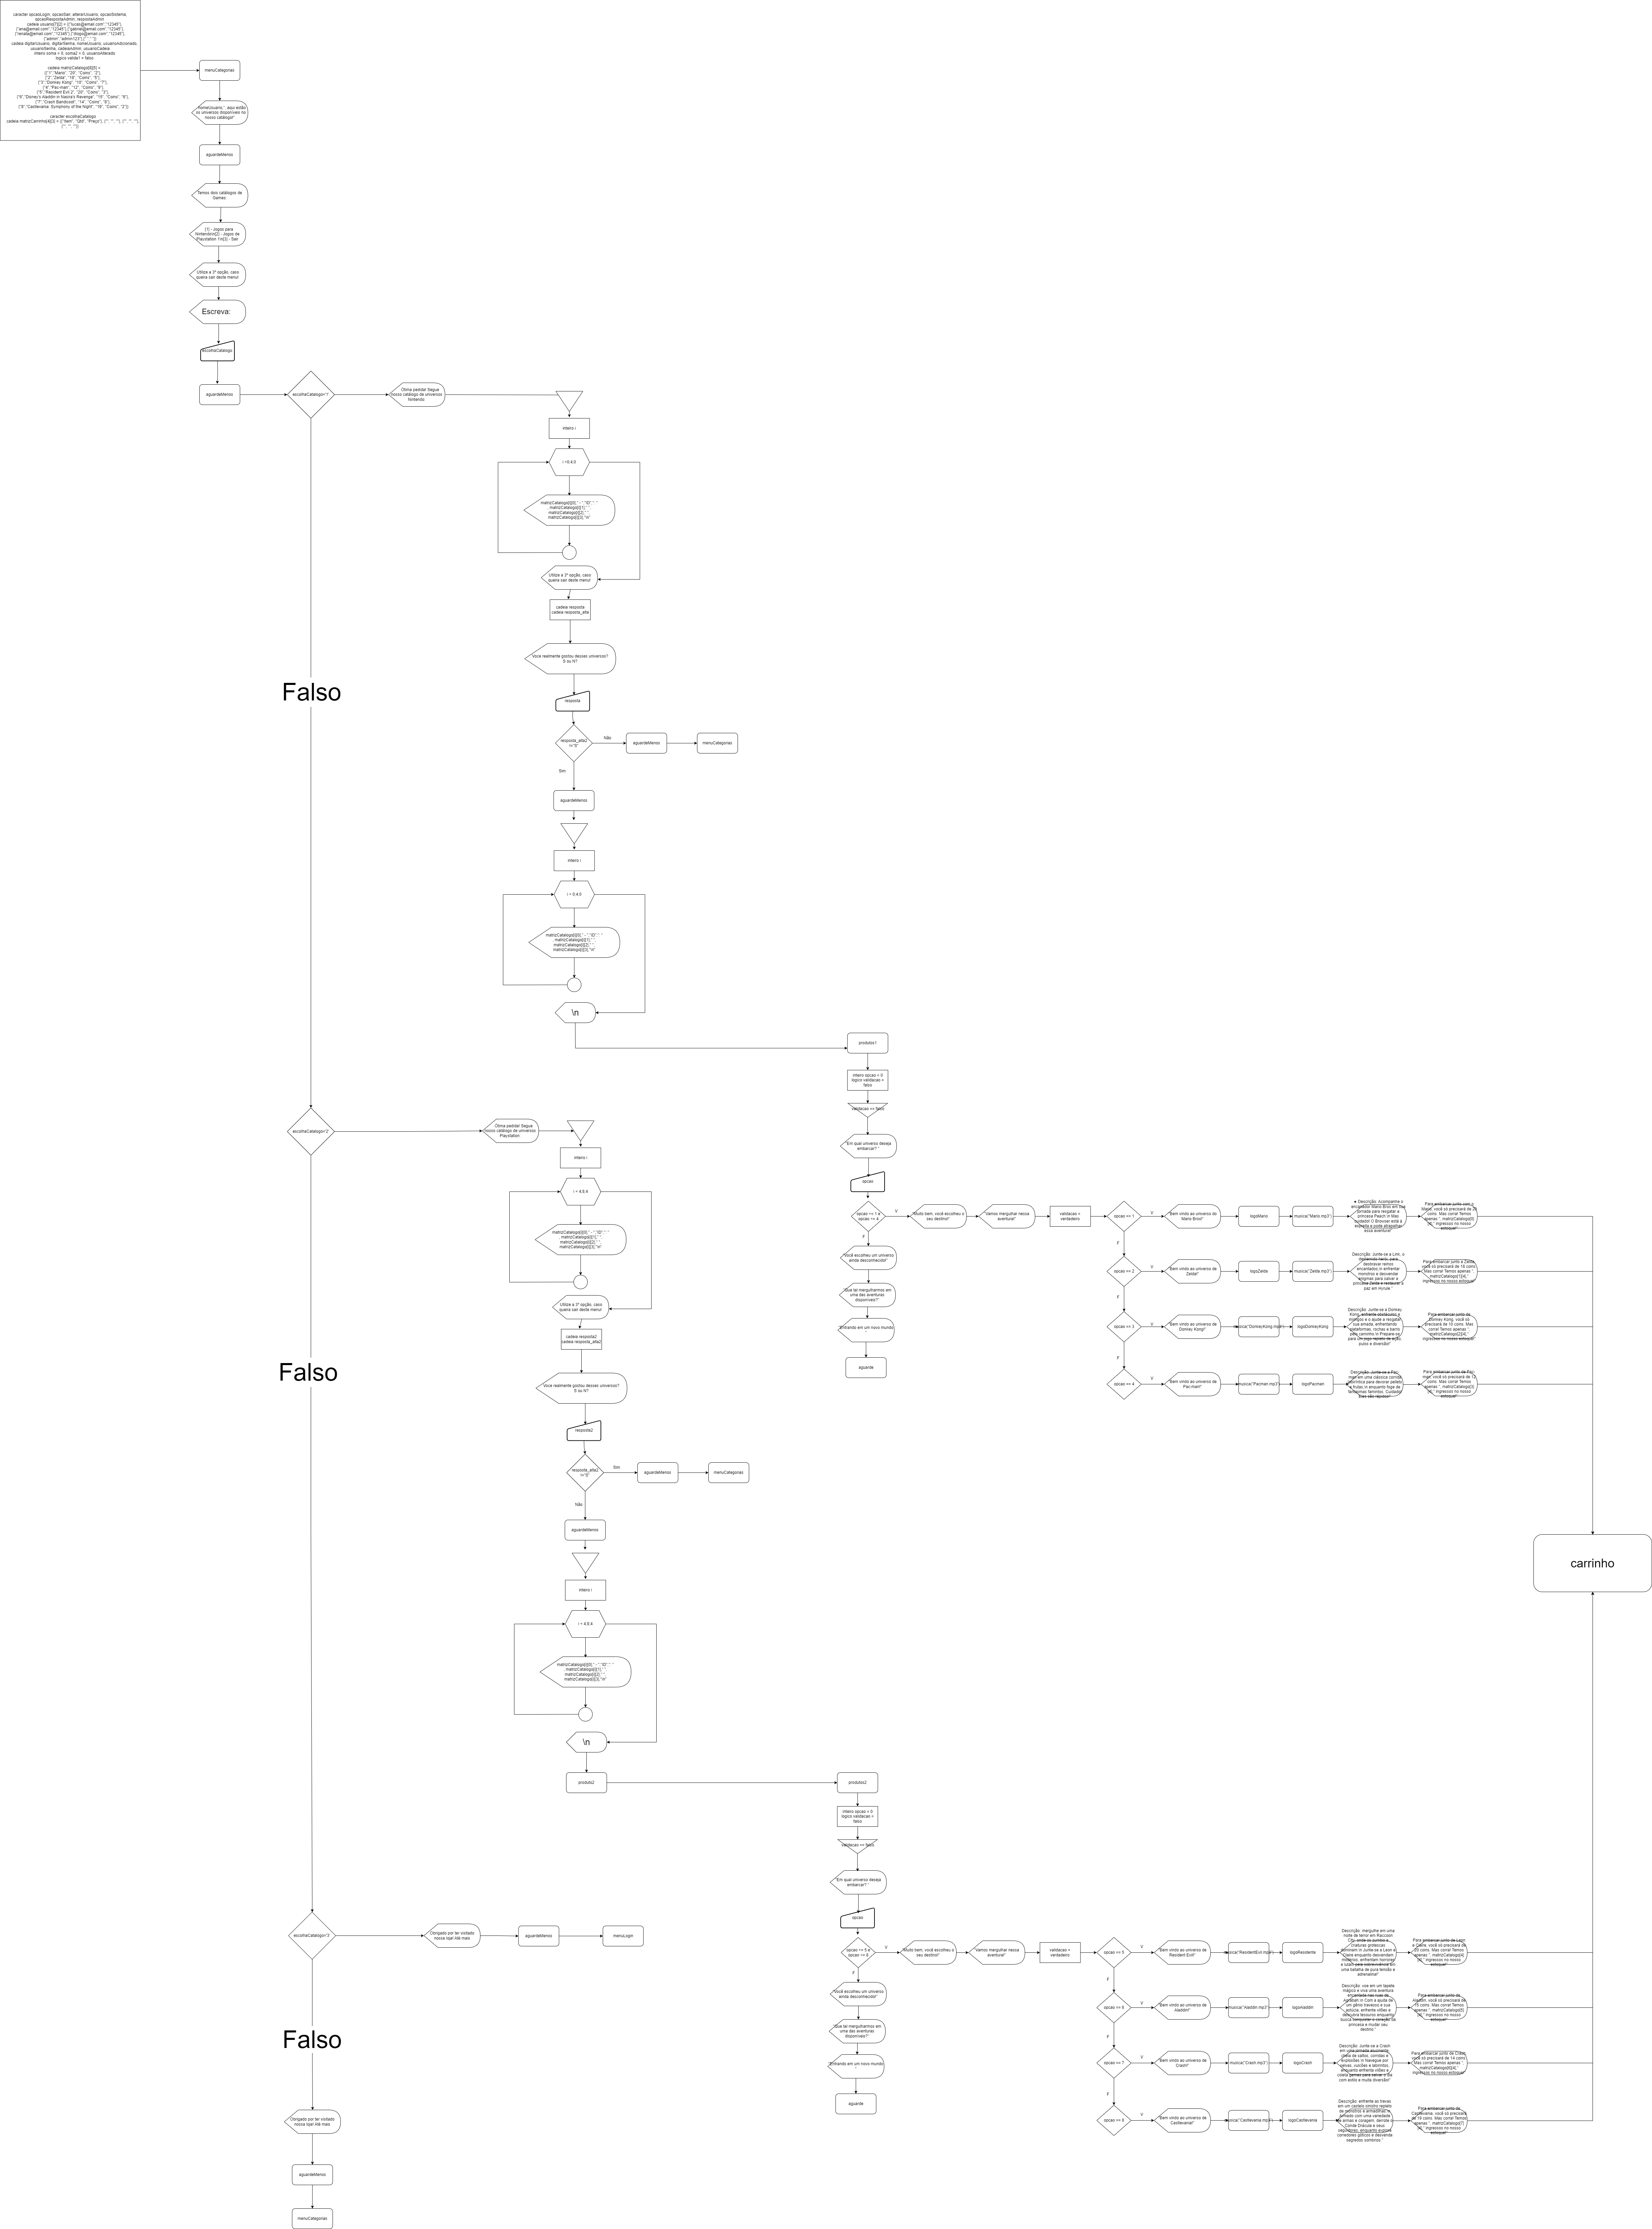 caracter opcaoLogin, opcaoSair, alterarUsuario, opcaoSistema,
opcaoRespostaAdmin, respostaAdmin
cadeia usuario[7][2] = {{"lucas@email.com","12345"},
{"ana@email.com","12345"},{"gabriel@email.com","12345"},
{"renata@email.com","12345"},{"diogo@email.com","12345"},
{"admin","admin123"},{" "," "}}
cadeia digitarUsuario, digitarSenha, nomeUsuario, usuarioAdicionado,
usuarioSenha, cadeiaAdmin, usuarioCadeia
inteiro soma = 0, soma2 = 0, usuarioAlterado
logico valida1 = falso
cadeia matrizCatalogo[8][5] =
{{"1","Mario", "20", "Coins", "2"},
{"2","Zelda", "18", "Coins", "5"},
{"3","Donkey Kong", "10", "Coins", "7"},
{"4","Pac-man", "12", "Coins", "9"},
{"5","Resident Evil 2", "20", "Coins", "3"},
{"6","Disney's Aladdin in Nasira's Revenge", "15", "Coins", "6"},
{"7","Crash Bandicoot", "14", "Coins", "8"},
{"8","Castlevania: Symphony of the Night", "19", "Coins", "2"}}
caracter escolhaCatalogo
cadeia matrizCarrinho[4][3] = {{"Item", "Qtd", "Preço"}, {"", "", ""}, {"", "", ""},
{"", "", ""}}
menuCategorias
nomeUsuario,", aqui estão
os universos disponíveis no
nosso catálogo!"
aguardeMenos
Temos dois catálogos de
Games
[1] - Jogos para
Nintendo\n[2] - Jogos de
Playstation 1\n[3] - Sair
Utilize a 3ª opção, caso
queira sair deste menu!
Escreva:
escolhaCatalogo
aguardeMenos
escolhaCatalogo='1'
Ótima pedida! Segue
nosso catálogo de universos
Nintendo
inteiro i
i =0;4;0
matrizCatalogo[i][0]," - ","ID",": "
, matrizCatalogo[i][1]," ",
matrizCatalogo[i][2]," ",
matrizCatalogo[i][3],"\n"
Utilize a 3ª opção, caso
queira sair deste menu!
cadeia resposta
cadeia resposta_alta
Voce realmente gostou desses universos?
S ou N?
Falso
resposta
resposta_alta2
!="S"
Não
aguardeMenos
menuCategorias
Sim
aguardeMenos
inteiro i
i = 0;4;0
matrizCatalogo[i][0]," - ","ID",": "
, matrizCatalogo[i][1]," ",
matrizCatalogo[i][2]," ",
matrizCatalogo[i][3],"\n"
\n
produtos1
inteiro opcao = 0
logico validacao =
falso
validacao == falso
"Em qual universo deseja
embarcar? "
opcao
opcao >= 1 e
opcao <= 4
V
"Muito bem, você escolheu o
seu destino!"
"Vamos mergulhar nessa
aventura!"
validacao =
verdadeiro
opcao == 1
V
"Bem vindo ao universo do
Mario Bros!"
logoMario
musica("Mario.mp3")
Descrição: Acompanhe o
encanador Mario Bros em sua
jornada para resgatar a
princesa Peach.\n Mas
essa aventura!"
Para embarcar junto com o
Mario, você só precisará de 20
coins. Mas corra! Temos
apenas ", matrizCatalogo[0]
[4]," ingressos no nosso
estoque!"
F
"Você escolheu um universo
ainda desconhecido!"
"Que tal mergulharmos em
uma das aventuras
disponíveis?"
"Entrando em um novo mundo
"
aguarde
F
opcao == 2
V
"Bem vindo ao universo de
Zelda!"
logoZelda
musica("Zelda.mp3")
Descrição: Junte-se a Link, o
destemido herói, para
desbravar reinos
encantados,\n enfrentar
monstros e desvendar
enigmas para salvar a
princesa Zelda e restaurar a
paz em Hyrule."
Para embarcar junto a Zelda,
você só precisará de 18 coins.
Mas corra! Temos apenas ",
matrizCatalogo[1][4],"
ingressos no nosso estoque!"
F
opcao == 3
V
"Bem vindo ao universo de
Donkey Kong!"
musica("DonkeyKong.mp3")
logoDonkeyKong
Descrição: Junte-se a Donkey
Kong, enfrente obstáculos e
inimigos e o ajude a resgatar
sua amada, enfrentando
plataformas, rochas e barris
pelo caminho.\n Prepare-se
para um jogo repleto de ação,
pulos e diversão!"
Para embarcar junto de
Donkey Kong, você só
precisará de 10 coins. Mas
corra! Temos apenas ",
matrizCatalogo[2][4],"
ingressos no nosso estoque!"
F
opcao == 4
V
"Bem vindo ao universo de
Pac-man!"
musica("Pacman.mp3")
logoPacman
Descrição: Junte-se a Pac-
man em uma clássica corrida
labiríntica para devorar pellets
e frutas,\n enquanto foge de
fantasmas famintos. Cuidado!
Eles são rápidos!"
Para embarcar junto de Pac-
man, você só precisará de 12
coins. Mas corra! Temos
apenas ", matrizCatalogo[3]
[4]," ingressos no nosso
estoque!"
carrinho
escolhaCatalogo='2'
Ótima pedida! Segue
nosso catálogo de universos
Playstation
inteiro i
i = 4;8;4
matrizCatalogo[i][0]," - ","ID",": "
, matrizCatalogo[i][1]," ",
matrizCatalogo[i][2]," ",
matrizCatalogo[i][3],"\n"
Utilize a 3ª opção, caso
queira sair deste menu!
cadeia resposta2
cadeia resposta_alta2
Falso
Voce realmente gostou desses universos?
S ou N?
resposta2
resposta_alta2
!="S"
Sim
aguardeMenos
menuCategorias
Não
aguardeMenos
inteiro i
i = 4;8;4
matrizCatalogo[i][0]," - ","ID",": "
, matrizCatalogo[i][1]," ",
matrizCatalogo[i][2]," ",
matrizCatalogo[i][3],"\n"
\n
produto2
produtos2
inteiro opcao = 0
logico validacao =
falso
validacao == falso
"Em qual universo deseja
embarcar? "
opcao
opcao >= 5 e
opcao <= 8
V
"Muito bem, você escolheu o
seu destino!"
"Vamos mergulhar nessa
aventura!"
validacao =
verdadeiro
opcao == 5
V
"Bem vindo ao universo de
Resident Evil!"
musica("ResidentEvil.mp3")
logoResidente
Descrição: mergulhe em uma
noite de terror em Raccoon
City, onde os zumbis e
criaturas grotescas
dominam.\n Junte-se a Leon e
Claire enquanto desvendam
mistérios, enfrentam horrores
e lutam pela sobrevivência em
uma batalha de pura tensão e
adrenalina!"
Para embarcar junto de Leon
e Claire, você só precisará de
20 coins. Mas corra! Temos
apenas ", matrizCatalogo[4]
[4]," ingressos no nosso
estoque!"
F
"Você escolheu um universo
ainda desconhecido!"
"Que tal mergulharmos em
uma das aventuras
disponíveis?"
"Entrando em um novo mundo
"
aguarde
F
opcao == 6
V
"Bem vindo ao universo de
Aladdin!"
musica("Aladdin.mp3")
logoAladdin
Descrição: voe em um tapete
mágico e viva uma aventura
encantada nas ruas de
Agrabah.\n Com a ajuda de
um gênio travesso e sua
astúcia, enfrente vilões e
descubra tesouros enquanto
busca conquistar o coração da
princesa e mudar seu
destino."
Para embarcar junto de
Aladdin, você só precisará de
15 coins. Mas corra! Temos
apenas ", matrizCatalogo[5]
[4]," ingressos no nosso
estoque!"
F
opcao == 7
V
"Bem vindo ao universo de
Crash!"
musica("Crash.mp3")
logoCrash
Descrição: Junte-se a Crash
em uma jornada alucinante,
cheia de saltos, corridas e
explosões.\n Navegue por
selvas, vulcões e labirintos,
enquanto enfrenta vilões e
coleta gemas para salvar o dia
com estilo e muita diversão!"
Para embarcar junto de Crash,
você só precisará de 14 coins.
Mas corra! Temos apenas ",
matrizCatalogo[6][4],"
ingressos no nosso estoque!"
F
opcao == 8
V
"Bem vindo ao universo de
Castlevania!"
musica("Castlevania.mp3")
logoCastlevania
Descrição: enfrente as trevas
em um castelo sinistro repleto
de monstros e armadilhas.\n
Armado com uma variedade
de armas e coragem, derrote o
Conde Drácula e seus
seguidores, enquanto explora
corredores góticos e desvenda
segredos sombrios."
Para embarcar junto de
Castlevania, você só precisará
de 19 coins. Mas corra! Temos
apenas ", matrizCatalogo[7]
[4]," ingressos no nosso
estoque!"
escolhaCatalogo='3'
Obrigado por ter visitado
nossa loja! Até mais
aguardeMenos
menuLogin
Falso
Obrigado por ter visitado
nossa loja! Até mais
aguardeMenos
menuCategorias